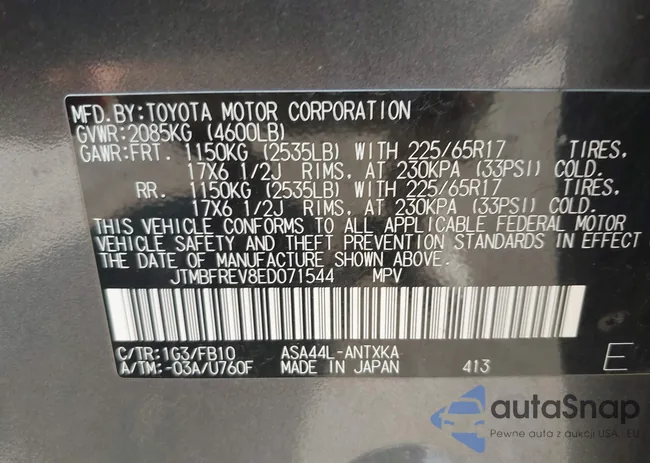 MFD.BY:TOYOTA MOTOR CORPORATION
GVWR:2085KG (4600LB)
GAWR:FRT. 1150KG (2535LB) WITH 225/65R17 TIRES,
17X6 1/2J RIMS, AT 230KPA (33PSI) COLD.
RR. 1150KG (2535LB) WITH 225/65R17 TIRES,
17X6 1/2J RIMS, AT 230KPA (33PSI) COLD.
THIS VEHICLE CONFORMS TO ALL APPLICABLE FEDERAL MOTOR
VEHICLE SAFETY AND THEFT PREVENTION STANDARDS IN EFFECT
ON THE DATE OF MANUFACTURE SHOWN ABOVE.
JTMBFREV8ED071544 MPV
C/TR:1G3/FB10 ASA44L-ANTXKA
A/TM:-03A/U760F MADE IN JAPAN 413 E
autaSnap
Pewne auta z aukcji USA, EU